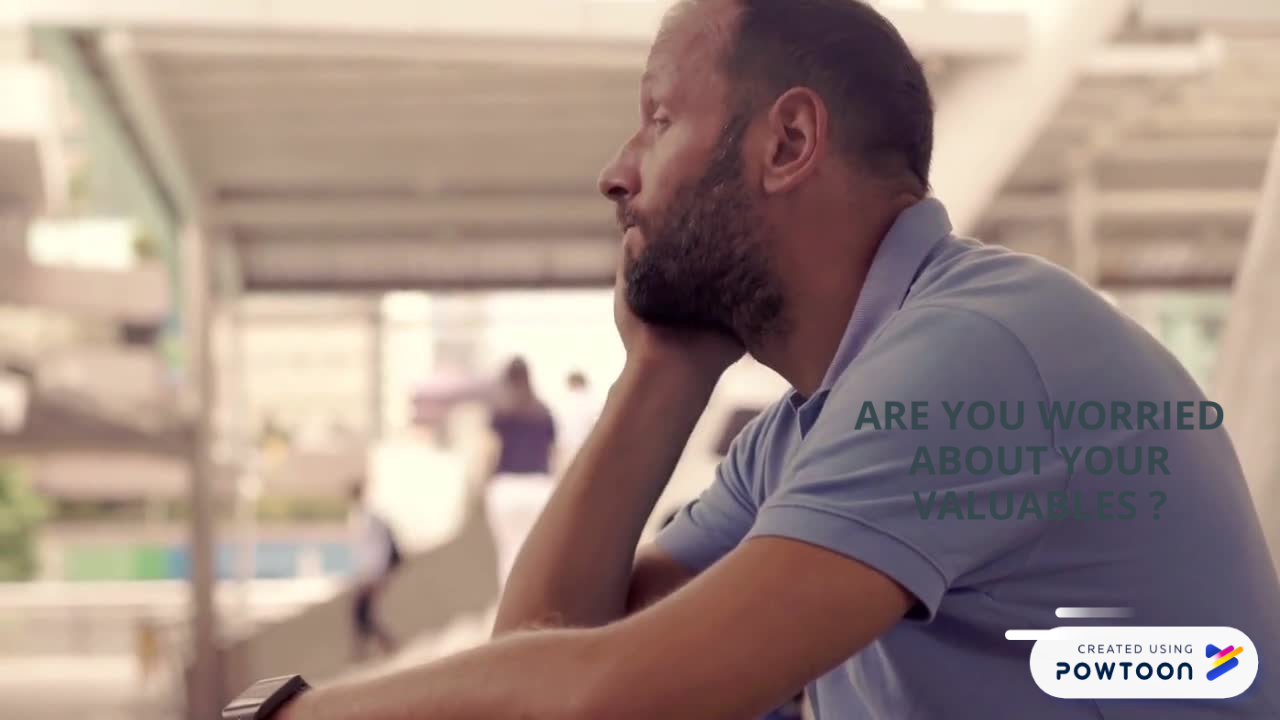 ARE YOU WORRIED
ABOUT YOUR
VALUABLES ?
CREATED USING
POWTOON